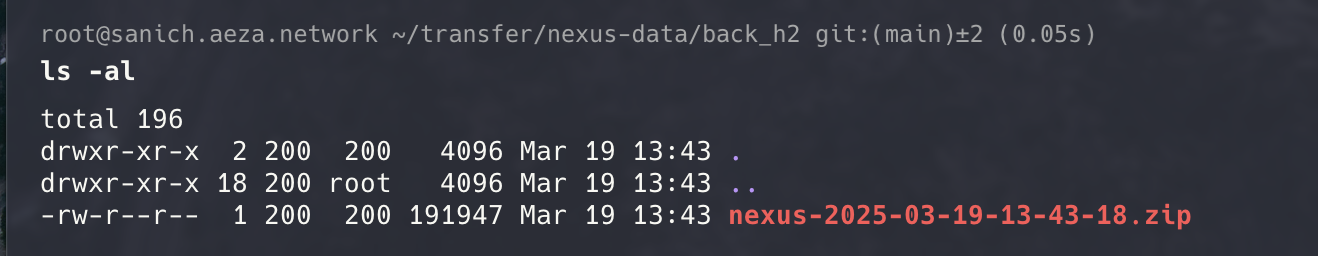 root@sanich.aeza.network ~/transfer/nexus-data/back_h2 git:(main)±2 (0.05s)
ls -al
total 196
drwxr-xr-x  2 200  200   4096 Mar 19 13:43 .
drwxr-xr-x 18 200 root   4096 Mar 19 13:43 ..
-rw-r--r--  1 200  200 191947 Mar 19 13:43 nexus-2025-03-19-13-43-18.zip